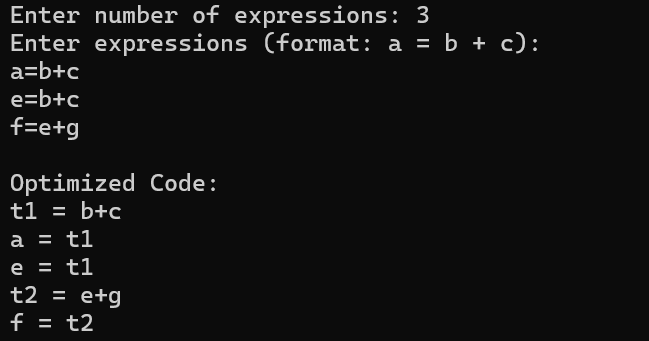 Enter number of expressions: 3
Enter expressions (format: a = b + c):
a=b+c
e=b+c
f=e+g
Optimized Code:
t1 = b+c
a = t1
e = t1
t2 = e+g
f = t2